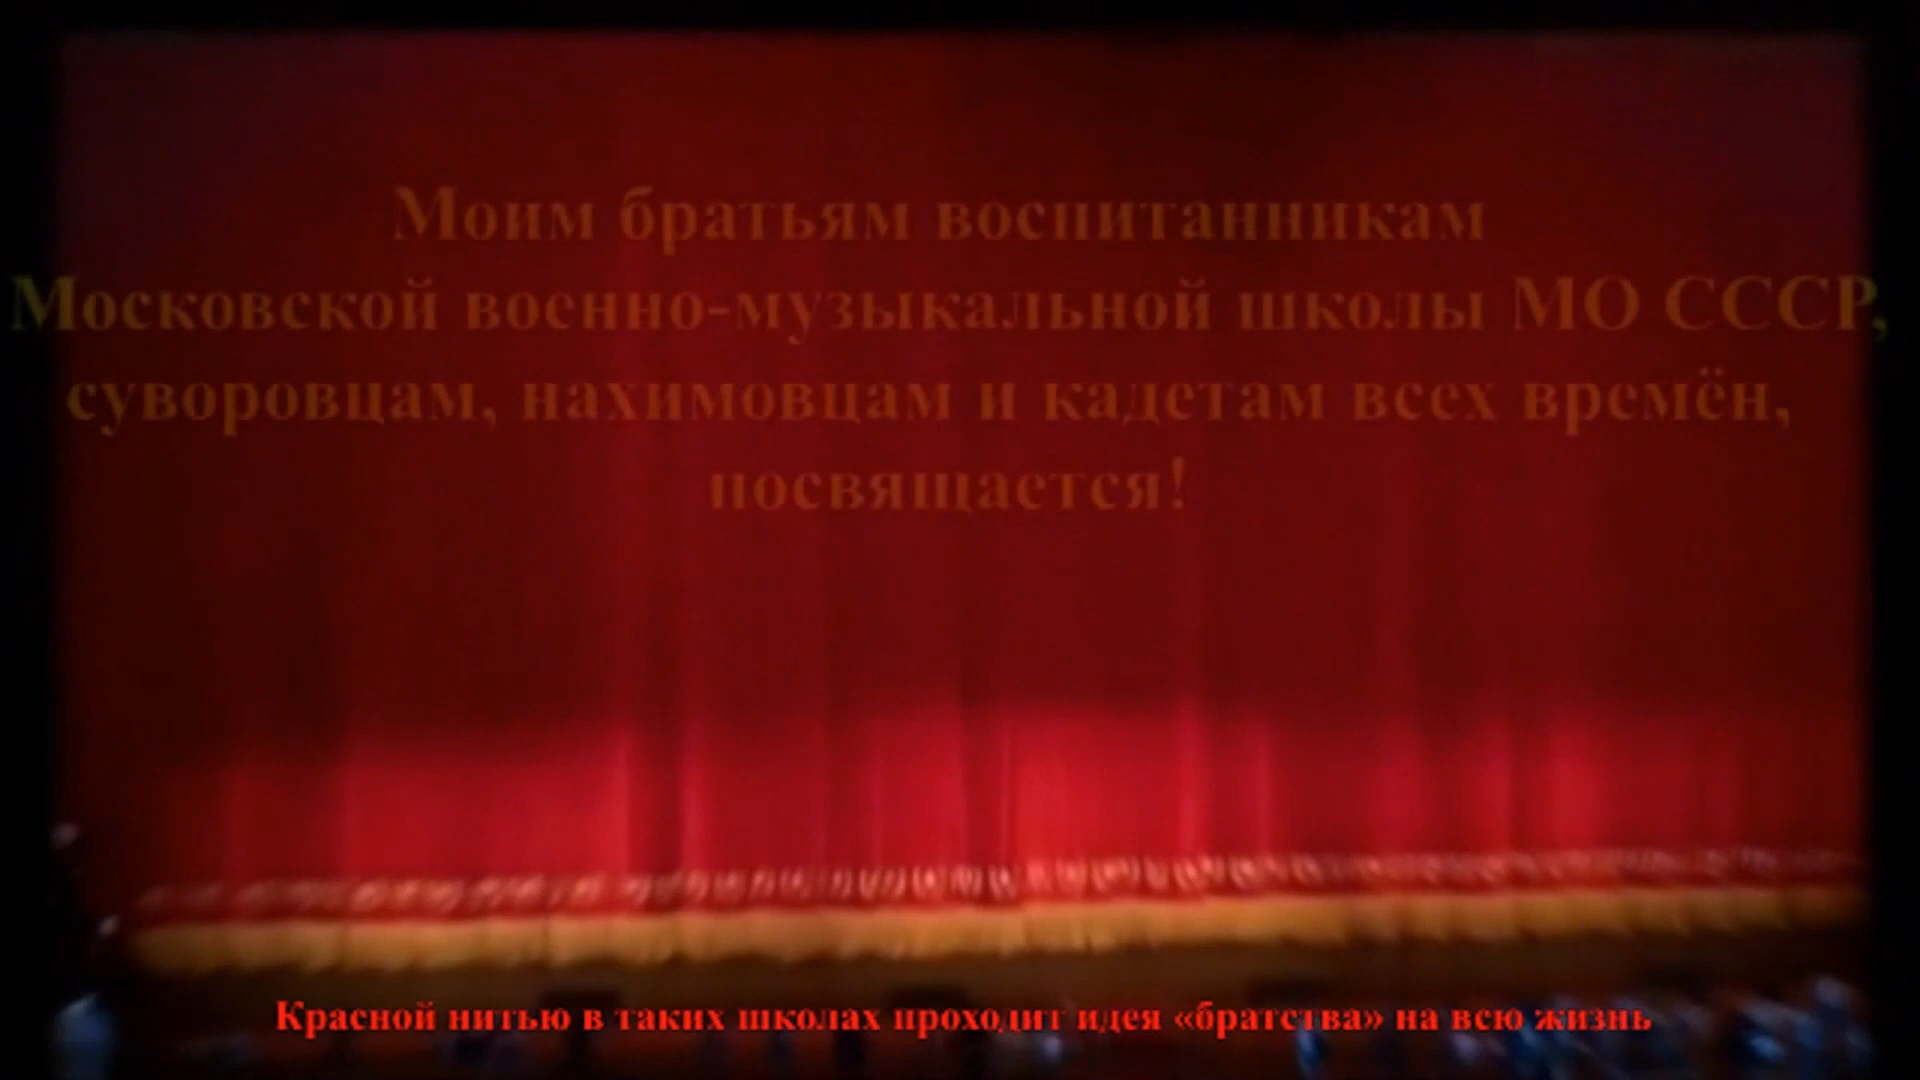 Моим братьям воспитанникам
Московской военно-музыкальной школы МО СССР,
суворовцам, нахимовцам и кадетам всех времён,
посвящается!
Красной нитью в таких школах проходит идея «братства» на всю жизнь